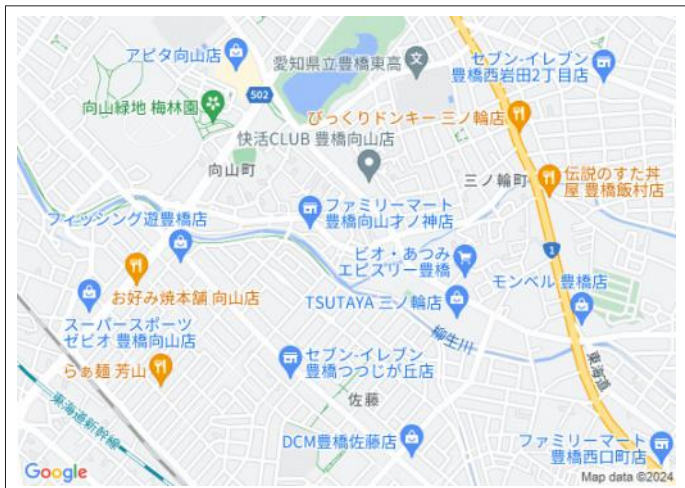 アピタ向山店
愛知県立豊橋東高
セブン-イレブン
豊橋西岩田2丁目店
502
向山緑地 梅林園
びっくりドンキー 三ノ輪店
快活CLUB 豊橋向山店
向山町
三ノ輪町
伝説のすた丼
屋 豊橋飯村店
フィッシング遊豊橋店
ファミリーマート
豊橋向山才ノ神店
1
ビオ・あつみ
エピスリー豊橋
モンベル 豊橋店
お好み焼本舗 向山店
TSUTAYA 三ノ輪店
スーパースポーツ
ゼビオ 豊橋向山店
柳生川
らぁ麺 芳山
セブン-イレブン
豊橋つつじが丘店
東海道
佐藤
東海道新幹線
DCM豊橋佐藤店
ファミリーマート
豊橋西口町店
Google
Map data ©2024